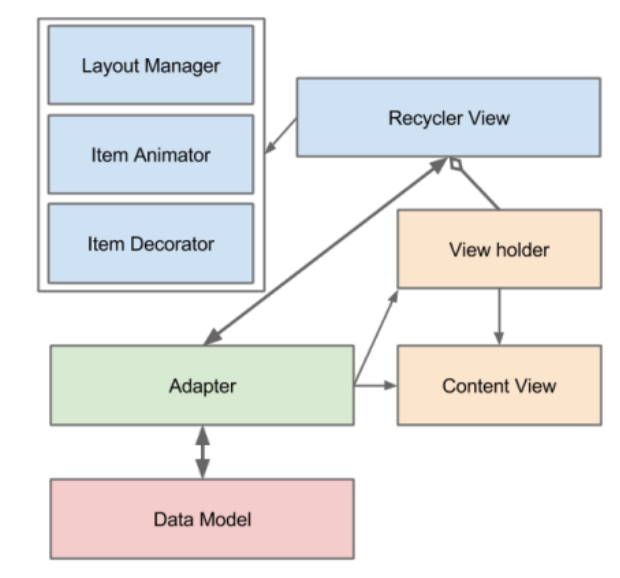 Layout Manager
Item Animator
Item Decorator
Recycler View
View holder
Adapter
Content View
Data Model